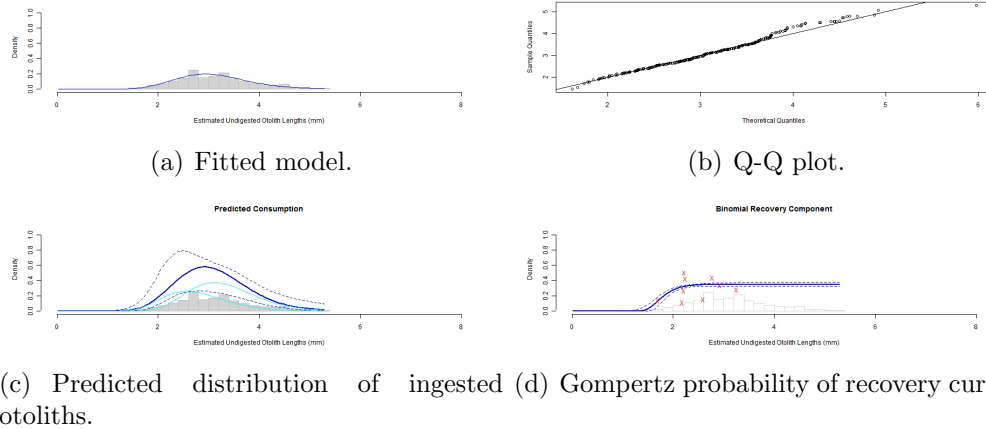 0.0 0.2 0.4 0.6 0.8 1.0
Density
0 2 4 6 8
Estimated Undigested Otolith Lengths (mm)
(a) Fitted model.
2 3 4 5
Sample Quantiles
2 3 4 5 6
Theoretical Quantiles
(b) Q-Q plot.
Predicted Consumption
0.0 0.2 0.4 0.6 0.8 1.0
Density
0 2 4 6 8
Estimated Undigested Otolith Lengths (mm)
(c) Predicted distribution of ingested
otoliths.
Binomial Recovery Component
0.0 0.2 0.4 0.6 0.8 1.0
Density
0 2 4 6 8
Estimated Undigested Otolith Lengths (mm)
(d) Gompertz probability of recovery cur